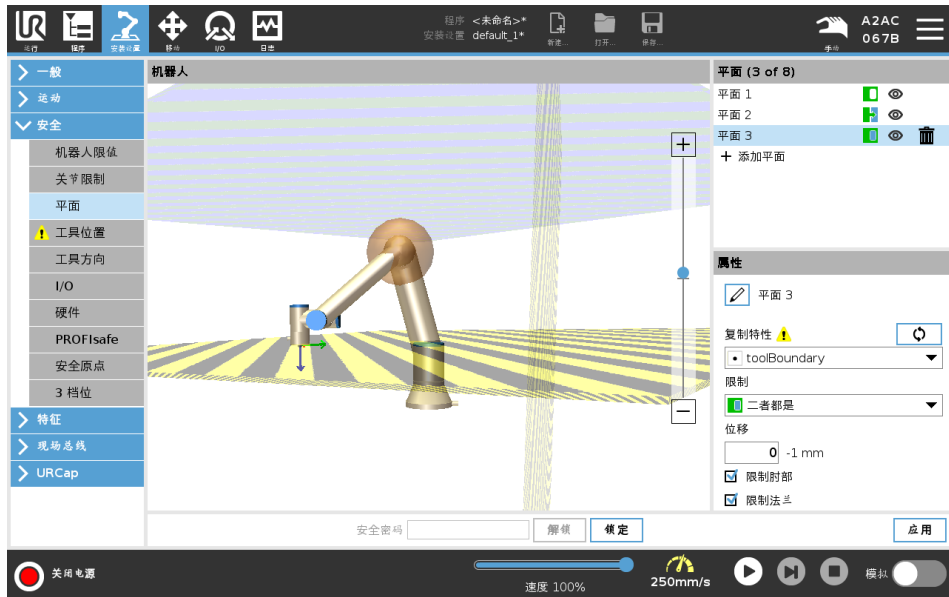 UR
运行
程序
安装设置
移动
I/O
日志
程序 <未命名>*
安装设置 default_1*
新建...
打开...
保存...
手动
A2AC
067B
一般
运动
安全
机器人限值
关节限制
平面
工具位置
工具方向
I/O
硬件
PROFIsafe
安全原点
3 档位
特征
现场总线
URCap
机器人
平面 (3 of 8)
平面 1
平面 2
平面 3
添加平面
属性
平面 3
复制特性
toolBoundary
限制
二者都是
位移
0 -1 mm
限制肘部
限制法兰
安全密码
解锁
锁定
应用
关闭电源
速度 100%
250mm/s
模拟